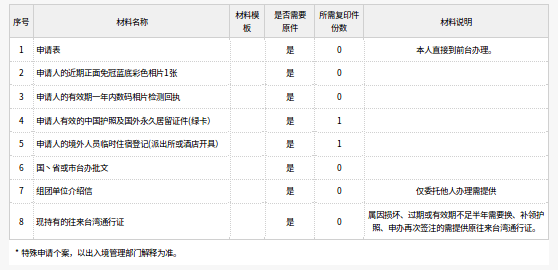 序号 材料名称 材料模板 是否需要原件 所需复印件份数 材料说明
1 申请表 是 0 本人直接到前台办理。
2 申请人的近期正面免冠蓝底彩色相片1张 是 0
3 申请人的有效期一年内数码相片检测回执 是 0
4 申请人有效的中国护照及国外永久居留证件(绿卡) 是 1
5 申请人的境外人员临时住宿登记(派出所或酒店开具) 是 1
6 国丶省或市台办批文 是 0
7 组团单位介绍信 是 0 仅委托他人办理需提供
8 现持有的往来台湾通行证 是 0 属因损坏、过期或有效期不足半年需要换、补领护照、申办再次签注的需提供原往来台湾通行证。
* 特殊申请个案，以出入境管理部门解释为准。